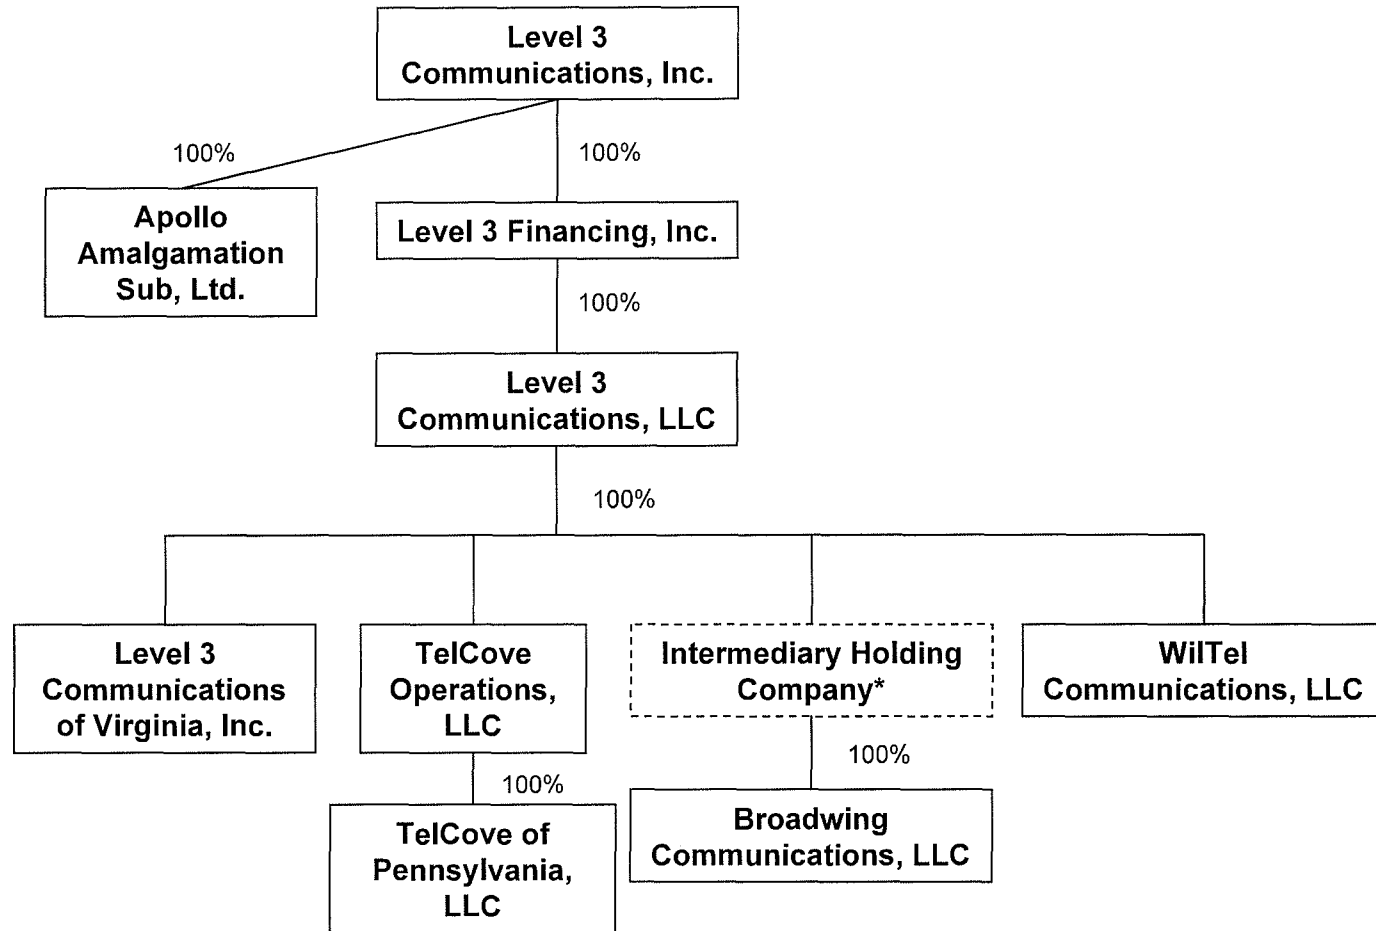 Level 3
Communications, Inc.
100%
100%
Apollo
Amalgamation
Sub, Ltd.
Level 3 Financing, Inc.
100%
Level 3
Communications, LLC
100%
Level 3
Communications
of Virginia, Inc.
TelCove
Operations,
LLC
Intermediary Holding
Company*
WilTel
Communications, LLC
100%
100%
TelCove of
Pennsylvania,
LLC
Broadwing
Communications, LLC